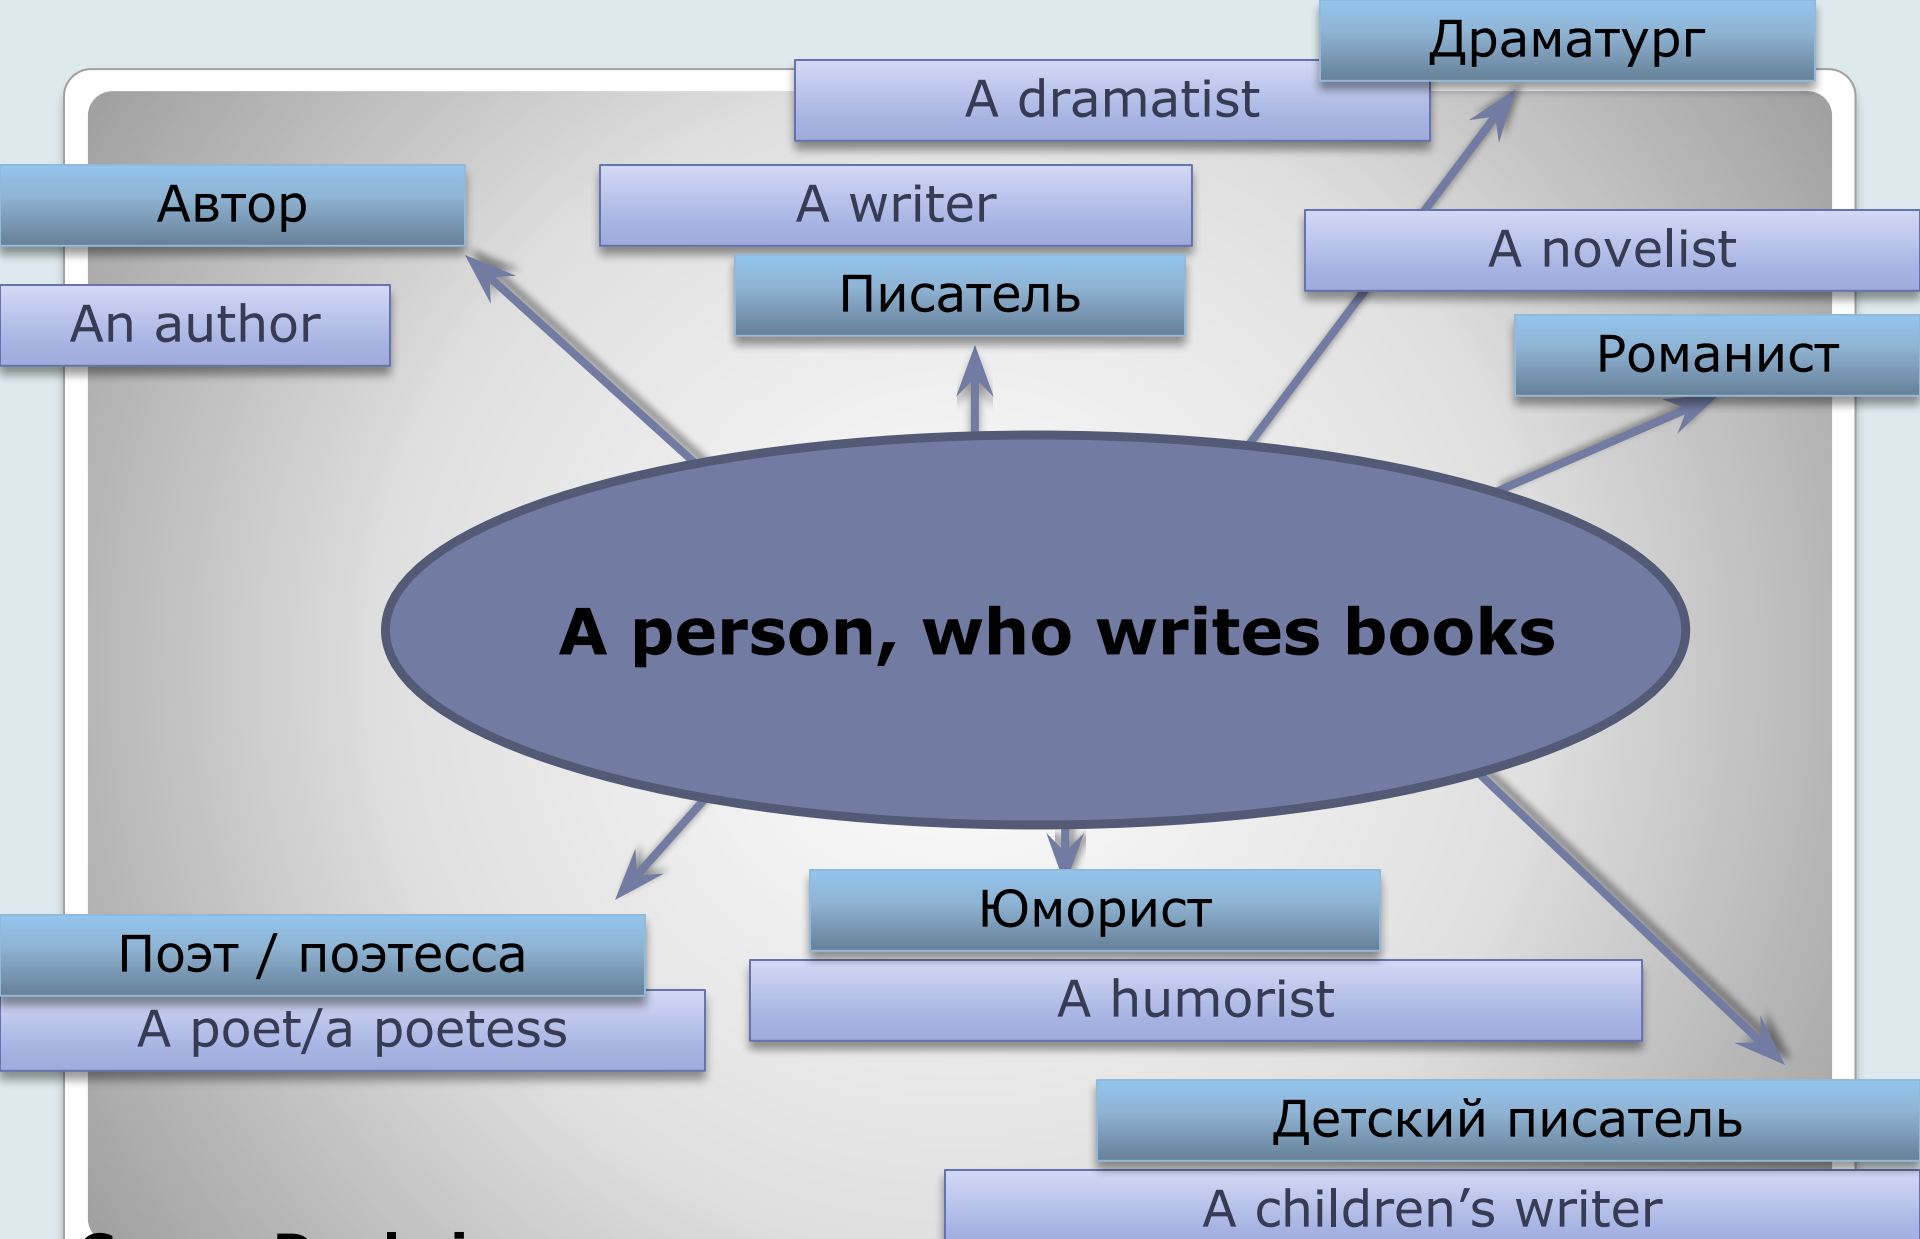 Драматург
A dramatist
Автор
A writer
A novelist
Писатель
An author
Романист
A person, who writes books
Юморист
Поэт / поэтесса
A humorist
A poet/a poetess
Детский писатель
A children’s writer